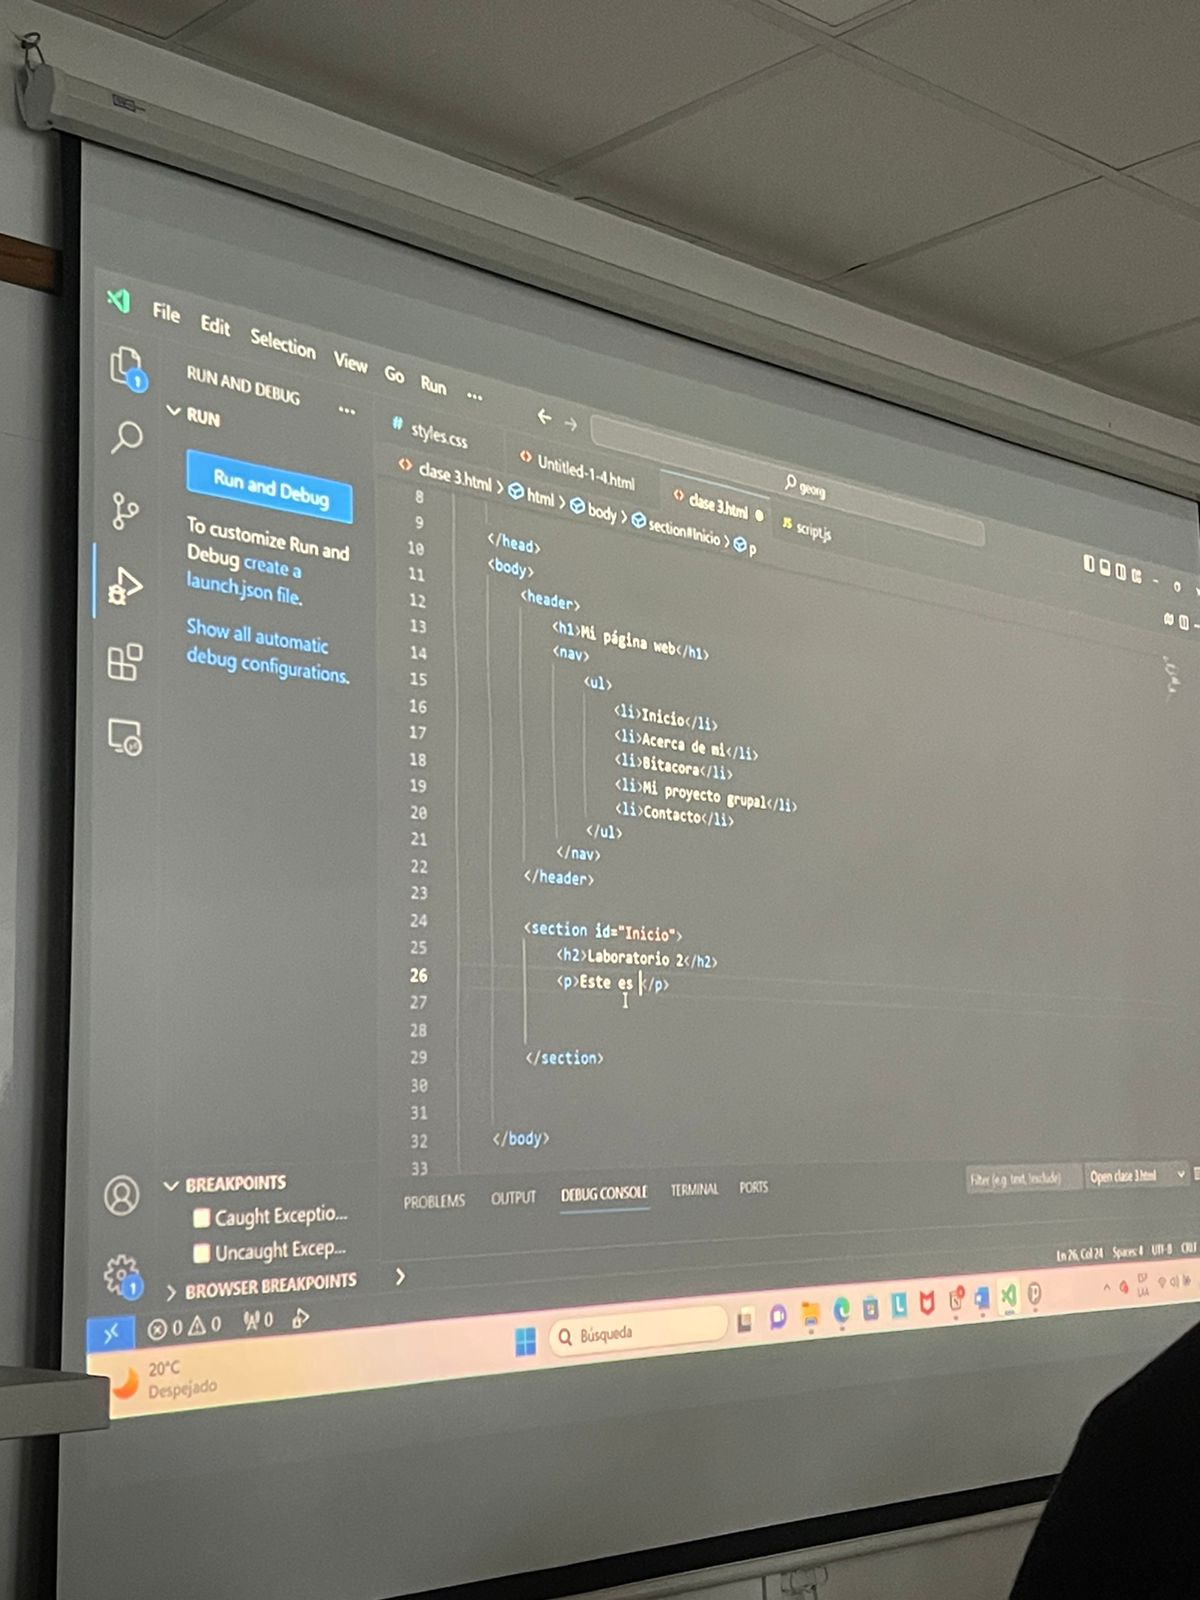 File Edit Selection View Go Run ...
georg
RUN AND DEBUG ...
RUN
Run and Debug
To customize Run and
Debug create a
launch.json file.
Show all automatic
debug configurations.
# styles.css
Untitled-1-4.html
clase 3.html
JS script.js
clase 3.html > html > body > section#Inicio > p
8
9
10 </head>
11 <body>
12 <header>
13 <h1>Mi página web</h1>
14 <nav>
15 <ul>
16 <li>Inicio</li>
17 <li>Acerca de mi</li>
18 <li>Bitacora</li>
19 <li>Mi proyecto grupal</li>
20 <li>Contacto</li>
21 </ul>
22 </nav>
23 </header>
24 <section id="Inicio">
25 <h2>Laboratorio 2</h2>
26 <p>Este es </p>
27
28
29 </section>
30
31
32 </body>
33
BREAKPOINTS
Caught Exceptio...
Uncaught Excep...
BROWSER BREAKPOINTS
PROBLEMS OUTPUT DEBUG CONSOLE TERMINAL PORTS
Filter (e.g. text, !exclude)
Open clase 3.html
Ln 26, Col 24 Spaces: 4 UTF-8 CRLF
0 0 0
20°C
Despejado
Búsqueda